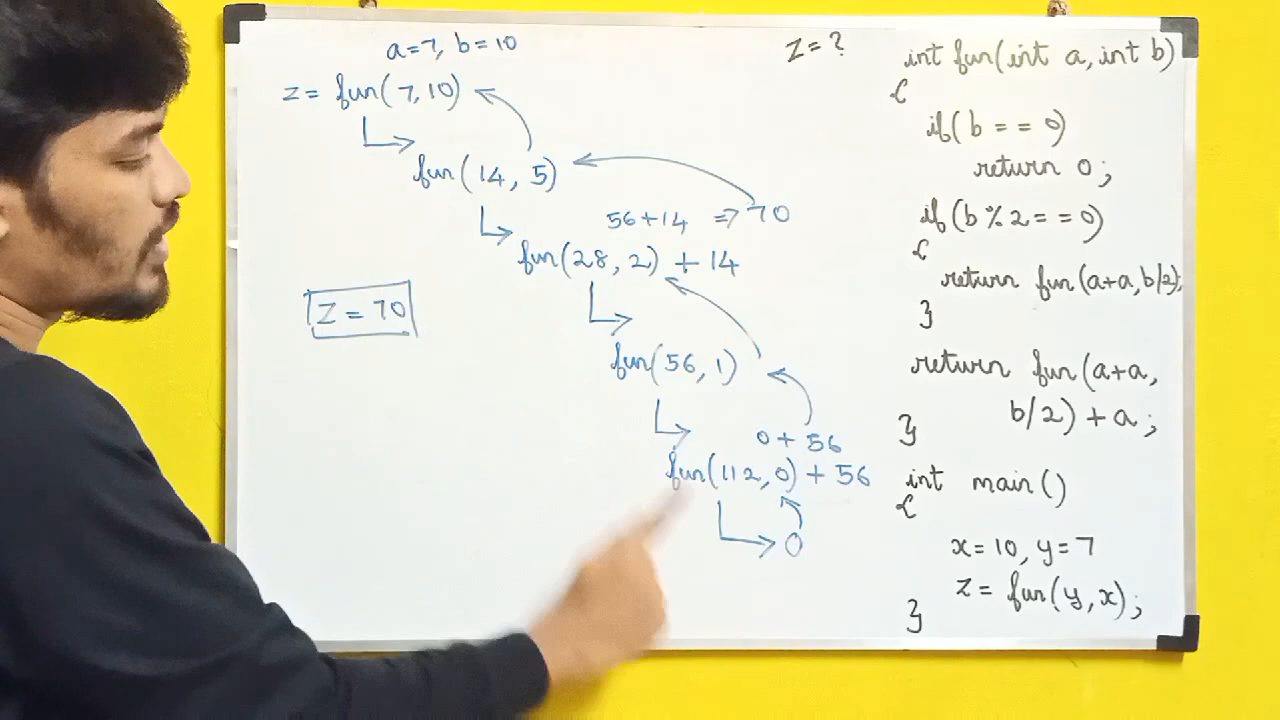 a=7, b=10
z= fun(7,10)
fun(14, 5)
56+14 => 70
fun(28,2) + 14
z = 70
fun(56,1)
0 + 56
fun(112,0) + 56
0
z=?
int fun(int a, int b)
{
if(b == 0)
return 0;
if(b%2==0)
{
return fun(a+a, b/2);
}
return fun(a+a,
b/2) + a;
}
int main()
{
x=10, y=7
z= fun(y,x);
}